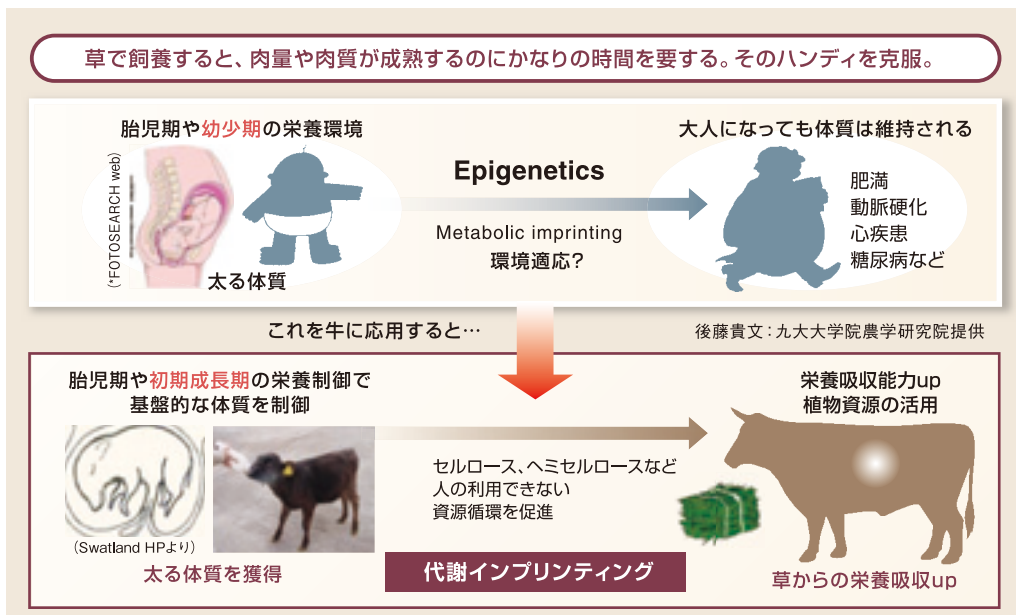 草で飼養すると、肉量や肉質が成熟するのにかなりの時間を要する。そのハンディを克服。
胎児期や幼少期の栄養環境
(*FOTOSEARCH web)
太る体質
Epigenetics
Metabolic imprinting
環境適応?
大人になっても体質は維持される
肥満
動脈硬化
心疾患
糖尿病など
これを牛に応用すると…
後藤貴文:九大大学院農学研究院提供
胎児期や初期成長期の栄養制御で
基盤的な体質を制御
(Swatland HPより)
太る体質を獲得
セルロース、ヘミセルロースなど
人の利用できない
資源循環を促進
代謝インプリンティング
栄養吸収能力up
植物資源の活用
草からの栄養吸収up